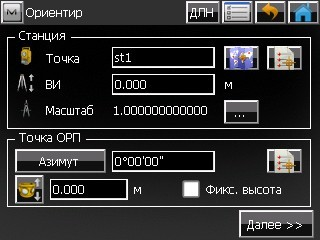 M Ориентир ДЛН
Станция
Точка st1
ВИ 0.000 м
Масштаб 1.000000000000 ...
Точка ОРП
Азимут 0°00'00"
0.000 м Фикс. высота
Далее >>